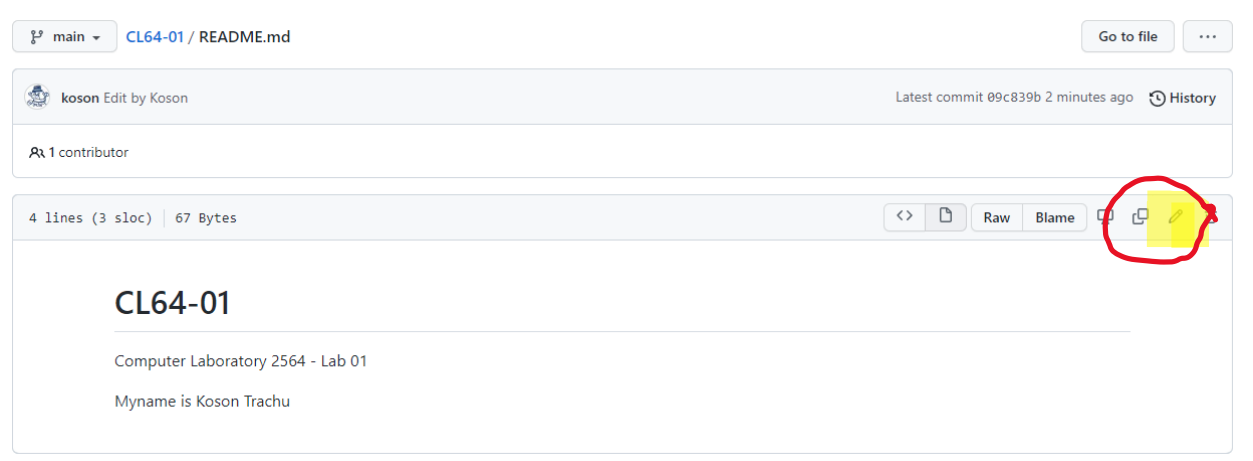 main CL64-01 / README.md Go to file ...
koson Edit by Koson Latest commit 09c839b 2 minutes ago History
1 contributor
4 lines (3 sloc) 67 Bytes <> Raw Blame
CL64-01
Computer Laboratory 2564 - Lab 01
Myname is Koson Trachu